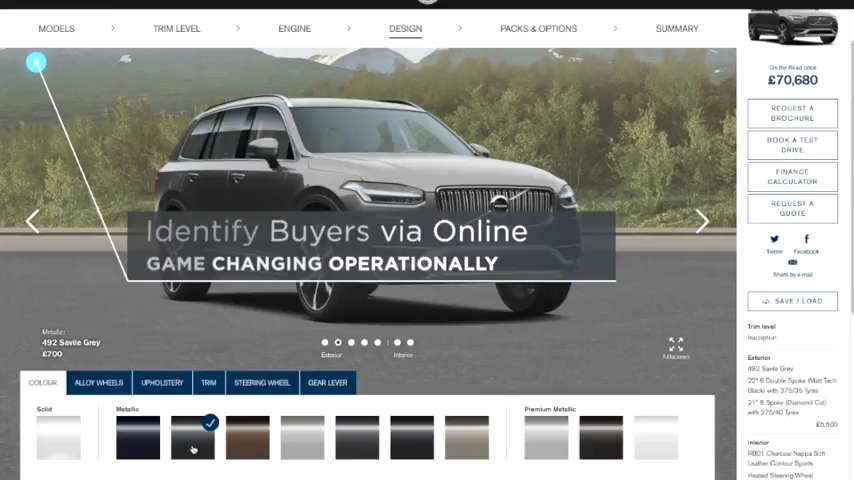 MODELS
TRIM LEVEL
ENGINE
DESIGN
PACKS & OPTIONS
SUMMARY
On the Road price
£70,680
REQUEST A
BROCHURE
BOOK A TEST
DRIVE
FINANCE
CALCULATOR
REQUEST A
QUOTE
Twitter
Facebook
Share by e-mail
SAVE / LOAD
Identify Buyers via Online
GAME CHANGING OPERATIONALLY
Metallic:
492 Savile Grey
£700
Exterior
Interior
Fullscreen
COLOUR
ALLOY WHEELS
UPHOLSTERY
TRIM
STEERING WHEEL
GEAR LEVER
Solid
Metallic
Premium Metallic
Trim level
Inscription
Exterior
492 Savile Grey
22" 6 Double Spoke (Matt Tech
Black) with 275/35 Tyres
21" 8 Spoke (Diamond Cut)
with 275/40 Tyres
£5,500
Interior
RB01 Charcoal Nappa Soft
Leather Contour Sports
Heated Steering Wheel